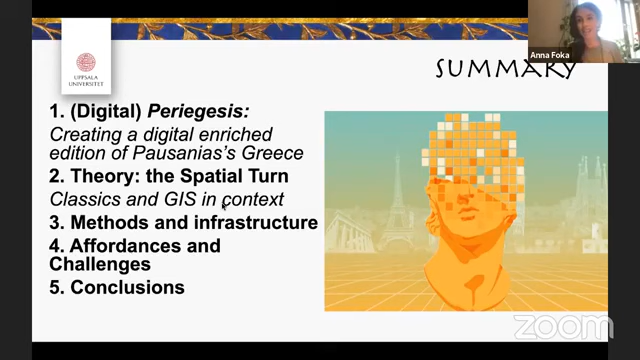 Anna Foka
SUMMARY
UPPSALA
UNIVERSITET
1. (Digital) Periegesis:
Creating a digital enriched
edition of Pausanias's Greece
2. Theory: the Spatial Turn
Classics and GIS in context
3. Methods and infrastructure
4. Affordances and
Challenges
5. Conclusions
zoom